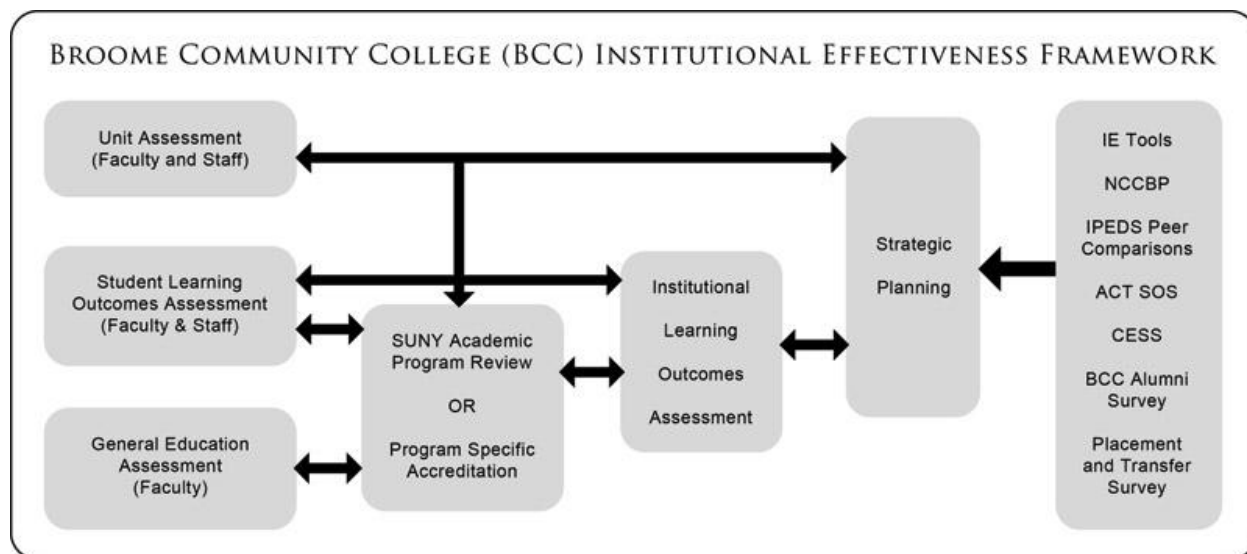 BROOME COMMUNITY COLLEGE (BCC) INSTITUTIONAL EFFECTIVENESS FRAMEWORK
Unit Assessment
(Faculty and Staff)
Student Learning
Outcomes Assessment
(Faculty & Staff)
General Education
Assessment
(Faculty)
SUNY Academic
Program Review
OR
Program Specific
Accreditation
Institutional
Learning
Outcomes
Assessment
Strategic
Planning
IE Tools
NCCBP
IPEDS Peer
Comparisons
ACT SOS
CESS
BCC Alumni
Survey
Placement
and Transfer
Survey